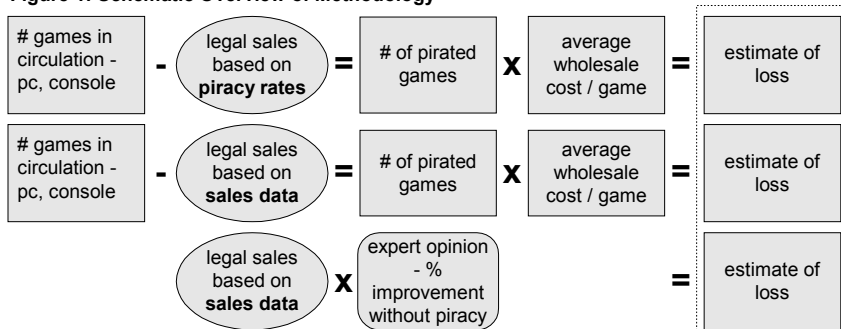 Figure 1: Schematic Overview of Methodology
# games in
circulation -
pc, console
-
legal sales
based on
piracy rates
=
# of pirated
games
x
average
wholesale
cost / game
=
estimate of
loss
# games in
circulation -
pc, console
-
legal sales
based on
sales data
=
# of pirated
games
x
average
wholesale
cost / game
=
estimate of
loss
legal sales
based on
sales data
x
expert opinion
- %
improvement
without piracy
=
estimate of
loss